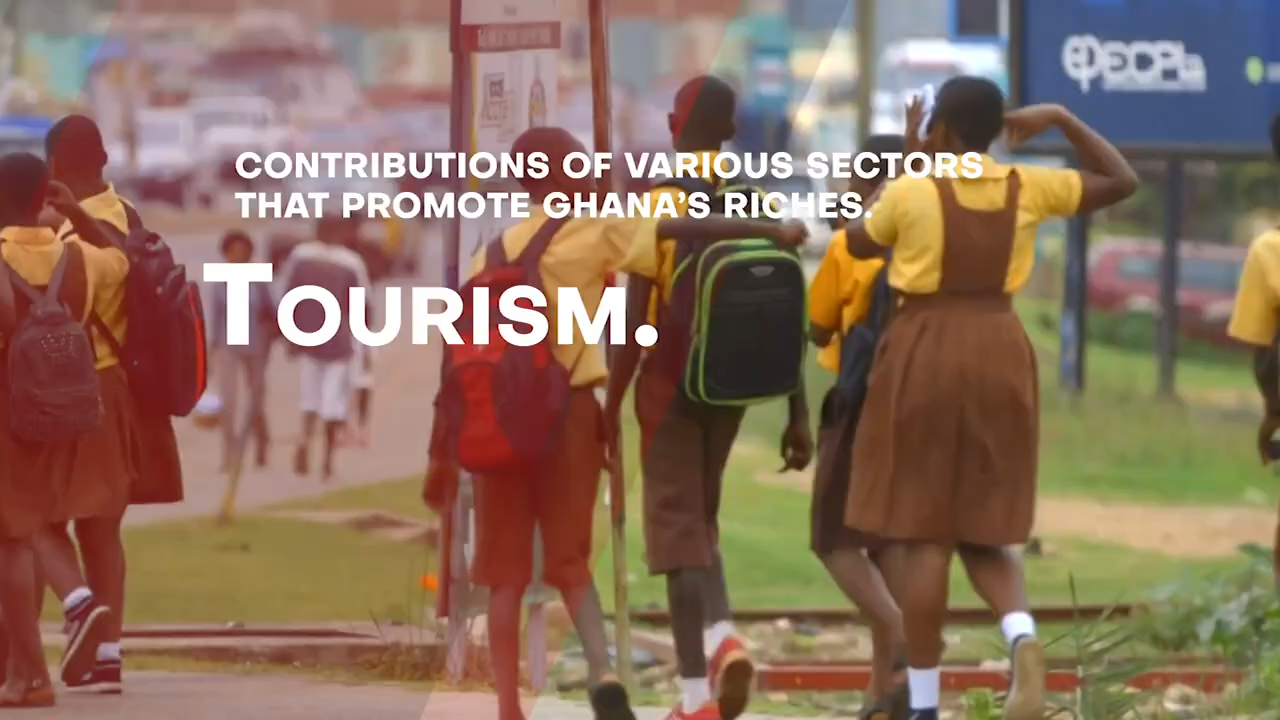 CONTRIBUTIONS OF VARIOUS SECTORS
THAT PROMOTE GHANA'S RICHES.
TOURISM.